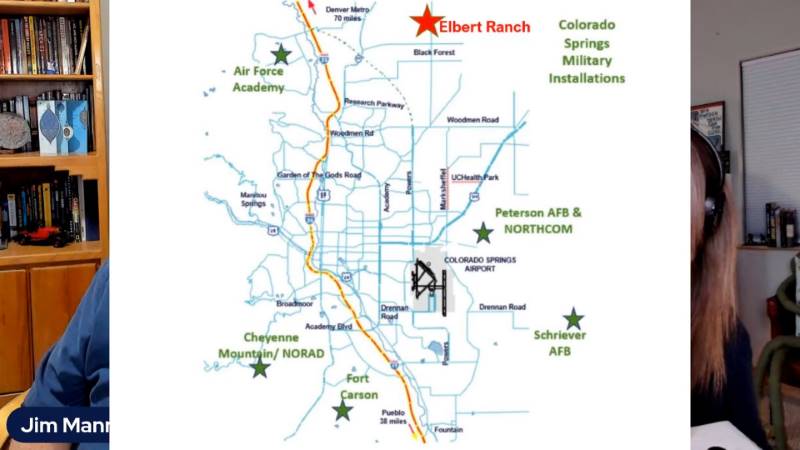 Denver Metro
70 miles
Elbert Ranch
Colorado
Springs
Military
Installations
Black Forest
Air Force
Academy
Research Parkway
Woodmen Road
Woodmen Rd
Garden of The Gods Road
UCHealth Park
Academy
Powers
Marksheffel
Manitou
Springs
Peterson AFB &
NORTHCOM
COLORADO SPRINGS
AIRPORT
Broadmoor
Drennan
Road
Drennan Road
Academy Blvd
Schriever
AFB
Cheyenne
Mountain/ NORAD
Powers
Fort
Carson
Pueblo
38 miles
Fountain
Jim Mann